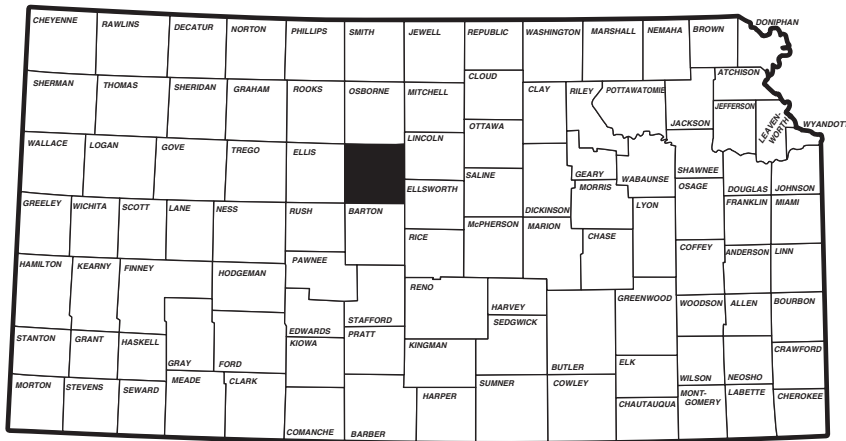 CHEYENNE
RAWLINS
DECATUR
NORTON
PHILLIPS
SMITH
JEWELL
REPUBLIC
WASHINGTON
MARSHALL
NEMAHA
BROWN
DONIPHAN
SHERMAN
THOMAS
SHERIDAN
GRAHAM
ROOKS
OSBORNE
MITCHELL
CLOUD
CLAY
RILEY
POTTAWATOMIE
JACKSON
ATCHISON
JEFFERSON
LEAVEN-
WORTH
WYANDOTT
WALLACE
LOGAN
GOVE
TREGO
ELLIS
LINCOLN
OTTAWA
SALINE
ELLSWORTH
DICKINSON
GEARY
MORRIS
WABAUNSE
SHAWNEE
OSAGE
DOUGLAS
JOHNSON
GREELEY
WICHITA
SCOTT
LANE
NESS
RUSH
BARTON
RICE
McPHERSON
MARION
CHASE
LYON
COFFEY
FRANKLIN
MIAMI
ANDERSON
LINN
HAMILTON
KEARNY
FINNEY
HODGEMAN
PAWNEE
STAFFORD
RENO
HARVEY
SEDGWICK
GREENWOOD
WOODSON
ALLEN
BOURBON
STANTON
GRANT
HASKELL
GRAY
FORD
EDWARDS
KIOWA
PRATT
KINGMAN
BUTLER
ELK
WILSON
NEOSHO
CRAWFORD
MORTON
STEVENS
SEWARD
MEADE
CLARK
COMANCHE
BARBER
HARPER
SUMNER
COWLEY
CHAUTAUQUA
MONT-
GOMERY
LABETTE
CHEROKEE